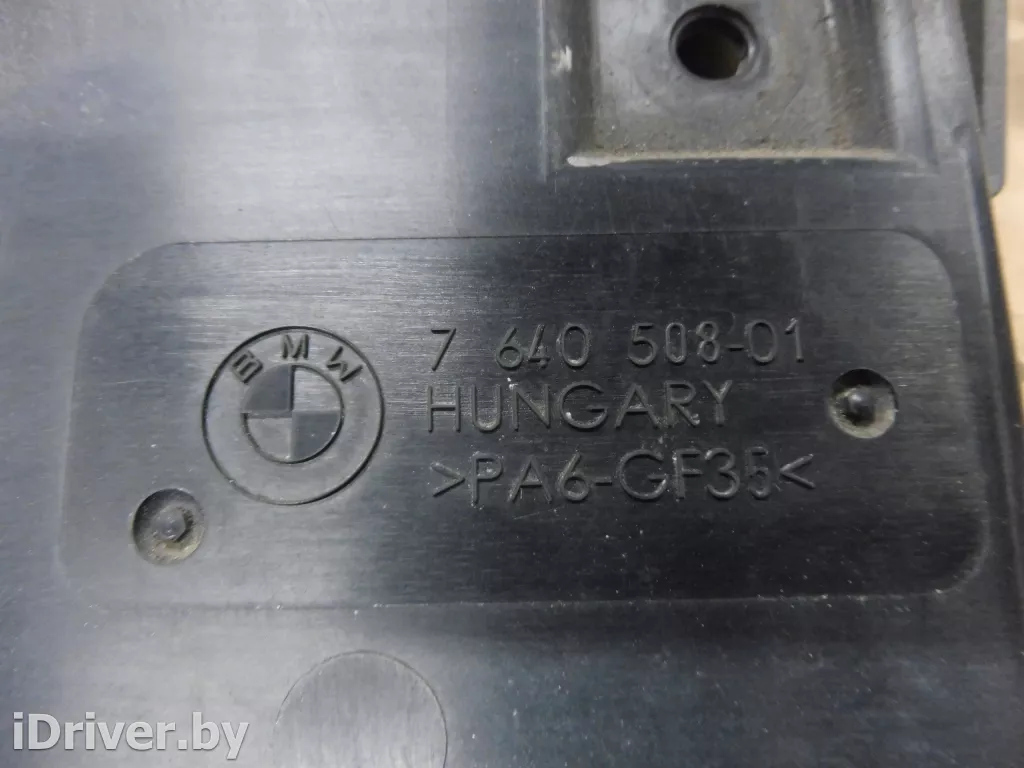 BMW
7 640 508-01
HUNGARY
>PA6-GF35<
iDriver.by